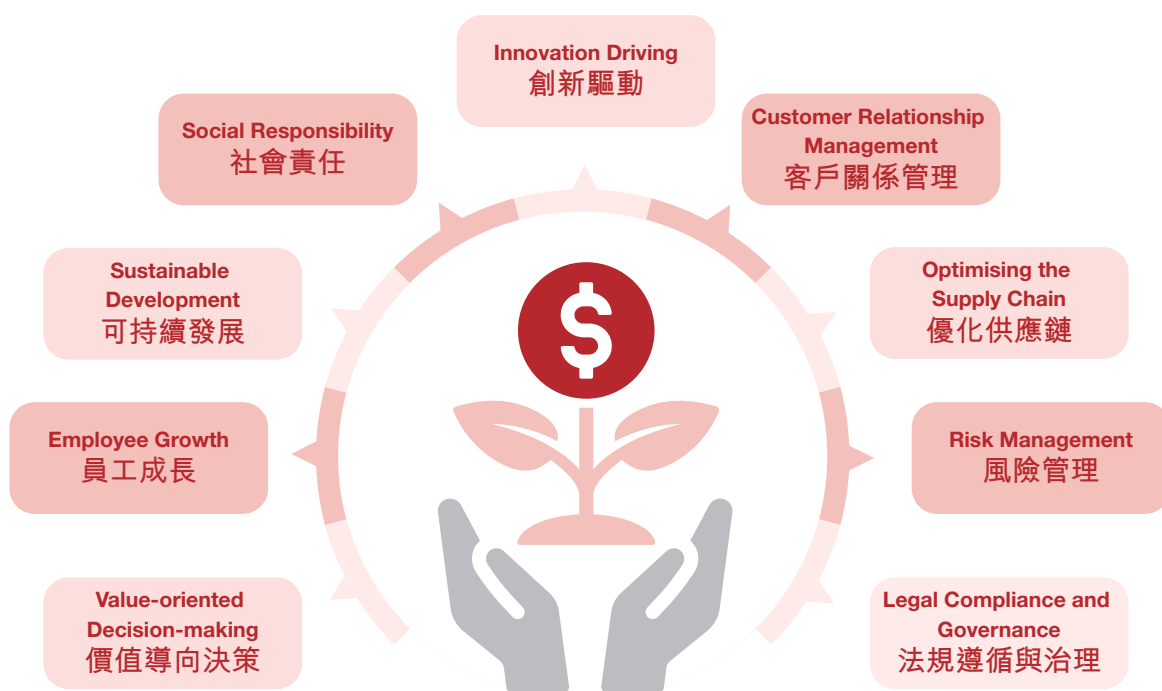 Innovation Driving
創新驅動
Social Responsibility
社會責任
Customer Relationship
Management
客戶關係管理
Sustainable
Development
可持續發展
Optimising the
Supply Chain
優化供應鏈
$
Employee Growth
員工成長
Risk Management
風險管理
Value-oriented
Decision-making
價值導向決策
Legal Compliance and
Governance
法規遵循與治理